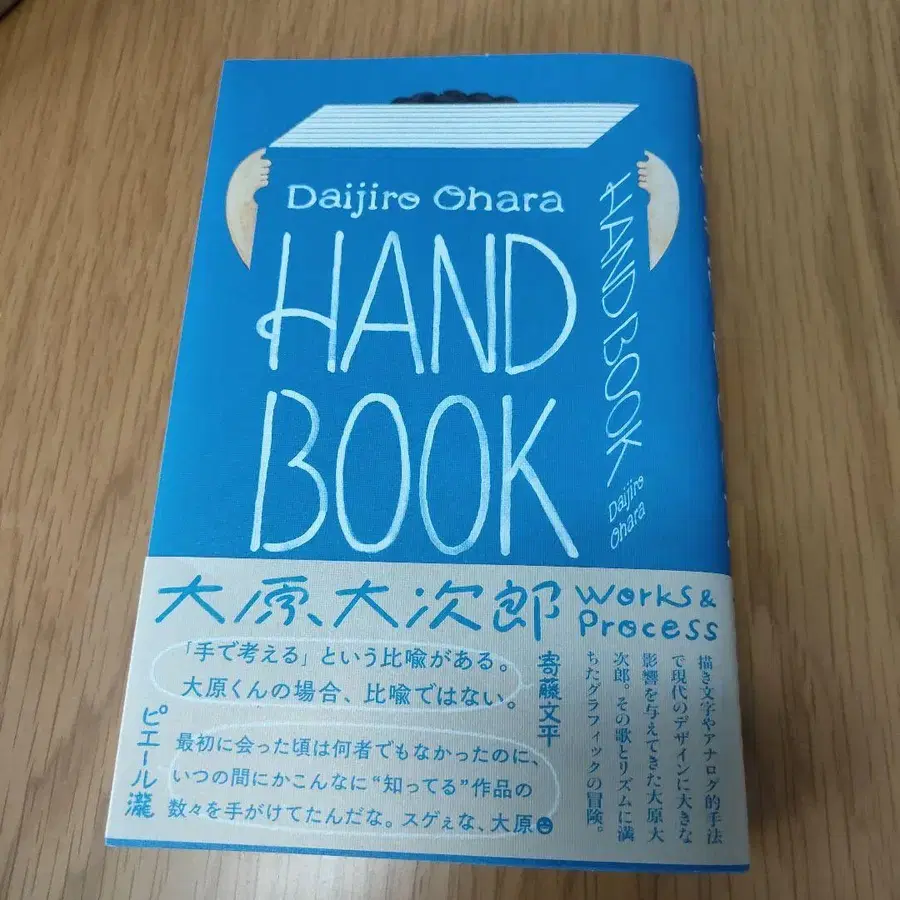 Daijiro Ohara
HAND
BOOK
HAND BOOK
Daijiro
Ohara
大原大次郎
Works &
Process
「手で考える」という比喩がある。
大原くんの場合、比喩ではない。
寄藤文平
最初に会った頃は何者でもなかったのに、
いつの間にかこんなに“知ってる”作品の
数々を手がけてたんだな。スゲぇな、大原
ピエール瀧
描き文字やアナログ的手法
で現代のデザインに大きな
影響を与えてきた大原大
次郎。その歌とリズムに満
ちたグラフィックの冒険。